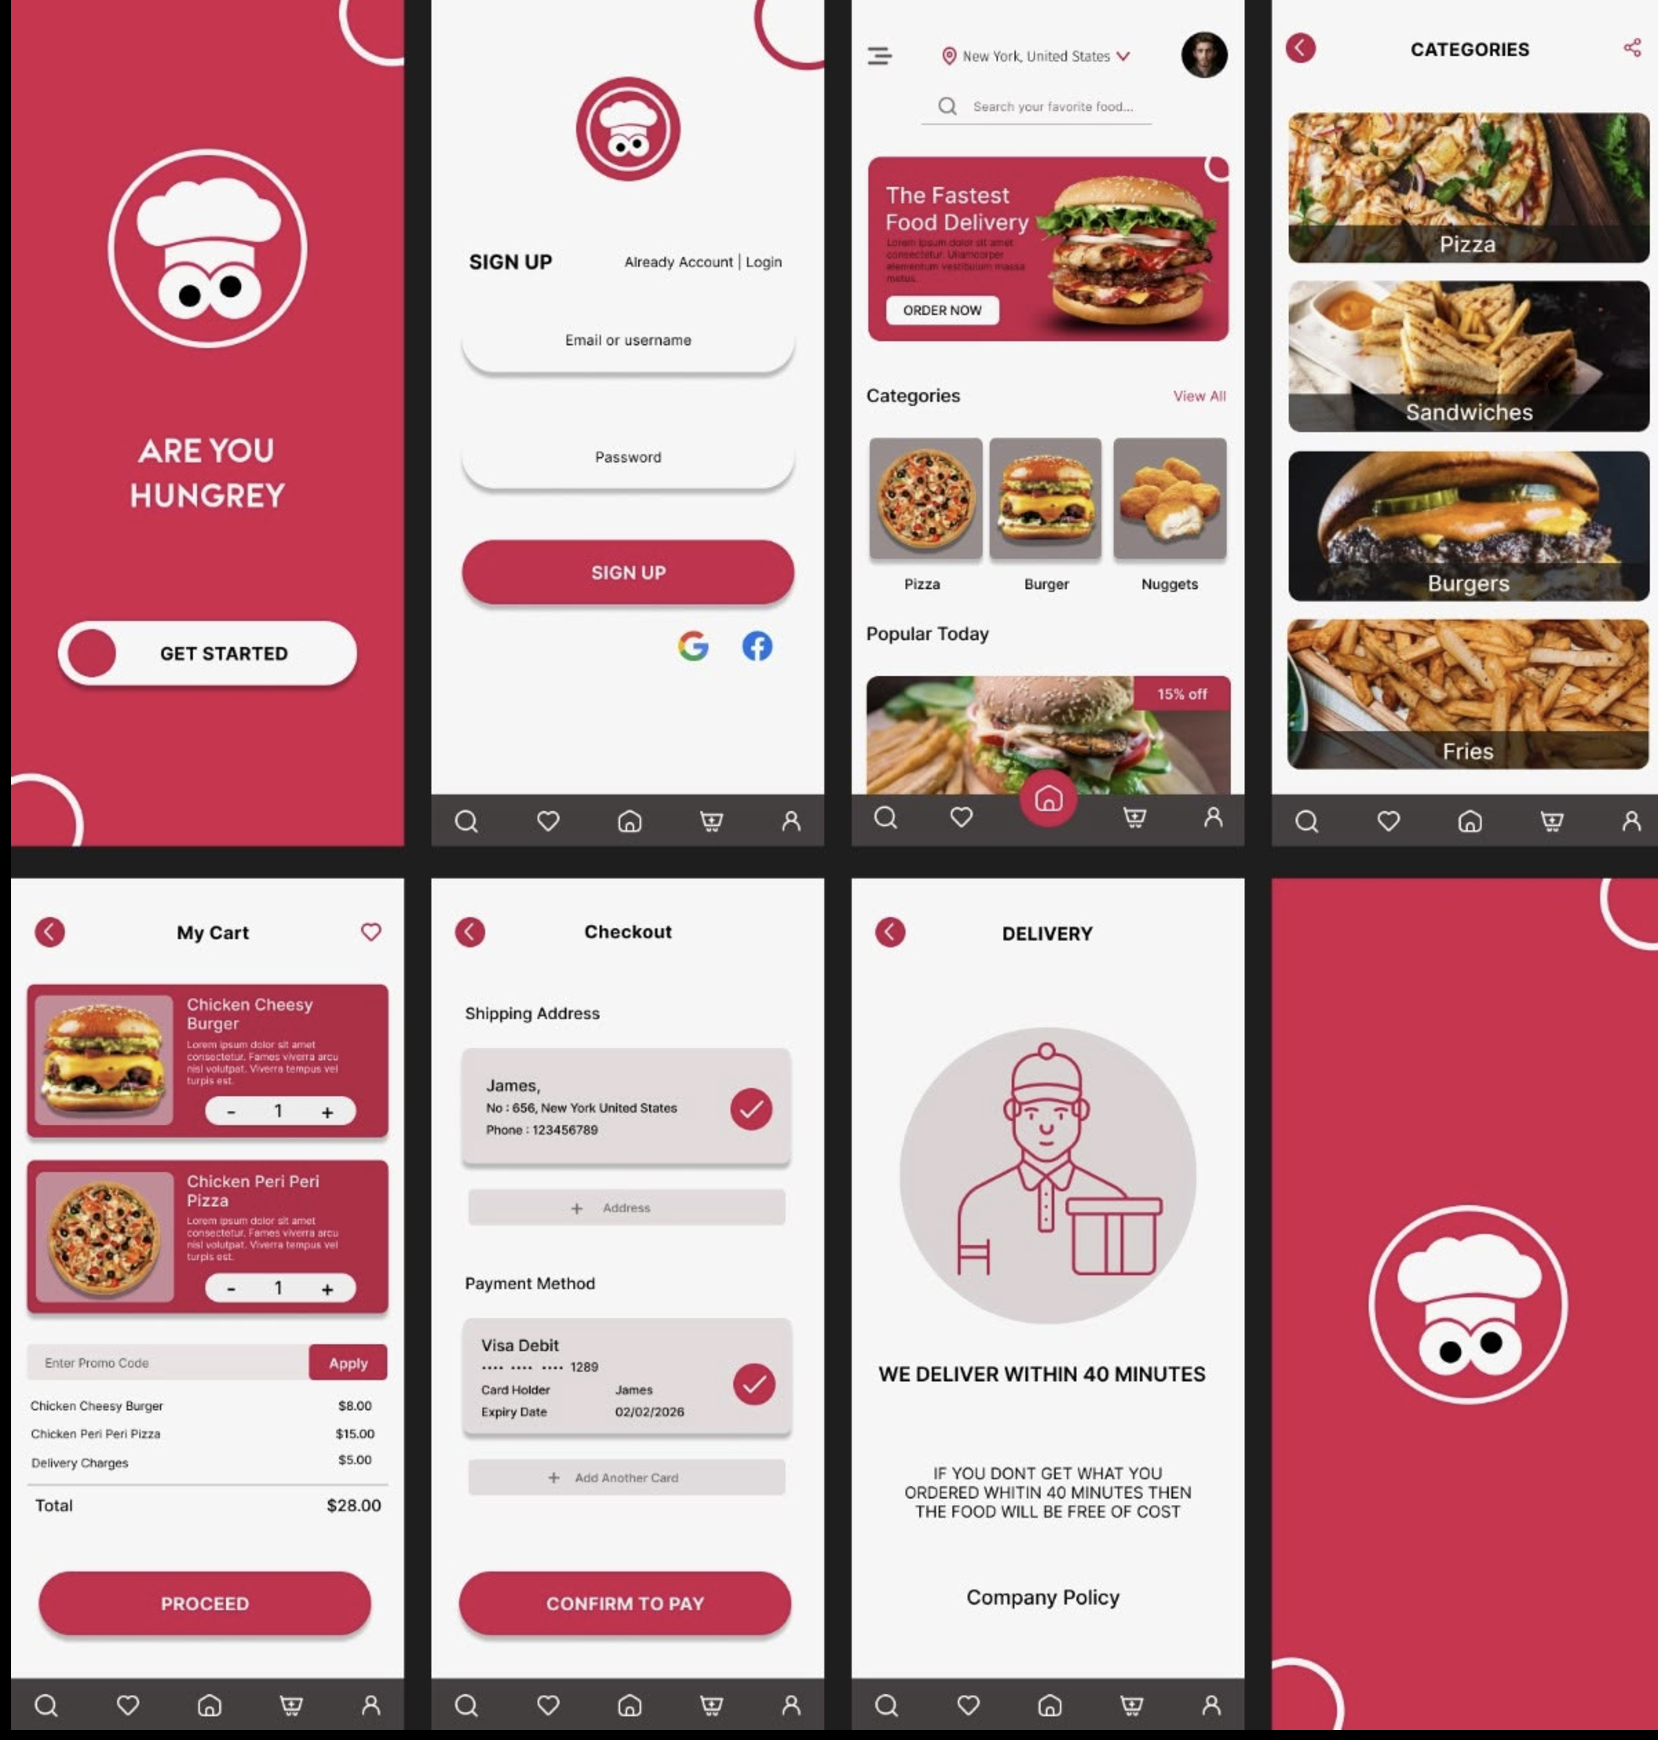 ARE YOU
HUNGREY
GET STARTED
SIGN UP
Already Account | Login
Email or username
Password
SIGN UP
New York, United States
Search your favorite food...
The Fastest
Food Delivery
Lorem ipsum dolor sit amet
consectetur. Ullamcorper
elementum vestibulum massa
metus.
ORDER NOW
Categories
View All
Pizza
Burger
Nuggets
Popular Today
15% off
CATEGORIES
Pizza
Sandwiches
Burgers
Fries
My Cart
Chicken Cheesy
Burger
Lorem ipsum dolor sit amet
consectetur. Fames viverra arcu
nisl volutpat. Viverra tempus vel
turpis est.
- 1 +
Chicken Peri Peri
Pizza
Lorem ipsum dolor sit amet
consectetur. Fames viverra arcu
nisl volutpat. Viverra tempus vel
turpis est.
- 1 +
Enter Promo Code
Apply
Chicken Cheesy Burger $8.00
Chicken Peri Peri Pizza $15.00
Delivery Charges $5.00
Total $28.00
PROCEED
Checkout
Shipping Address
James,
No : 656, New York United States
Phone : 123456789
+ Address
Payment Method
Visa Debit
.... .... .... 1289
Card Holder James
Expiry Date 02/02/2026
+ Add Another Card
CONFIRM TO PAY
DELIVERY
WE DELIVER WITHIN 40 MINUTES
IF YOU DONT GET WHAT YOU
ORDERED WHITIN 40 MINUTES THEN
THE FOOD WILL BE FREE OF COST
Company Policy